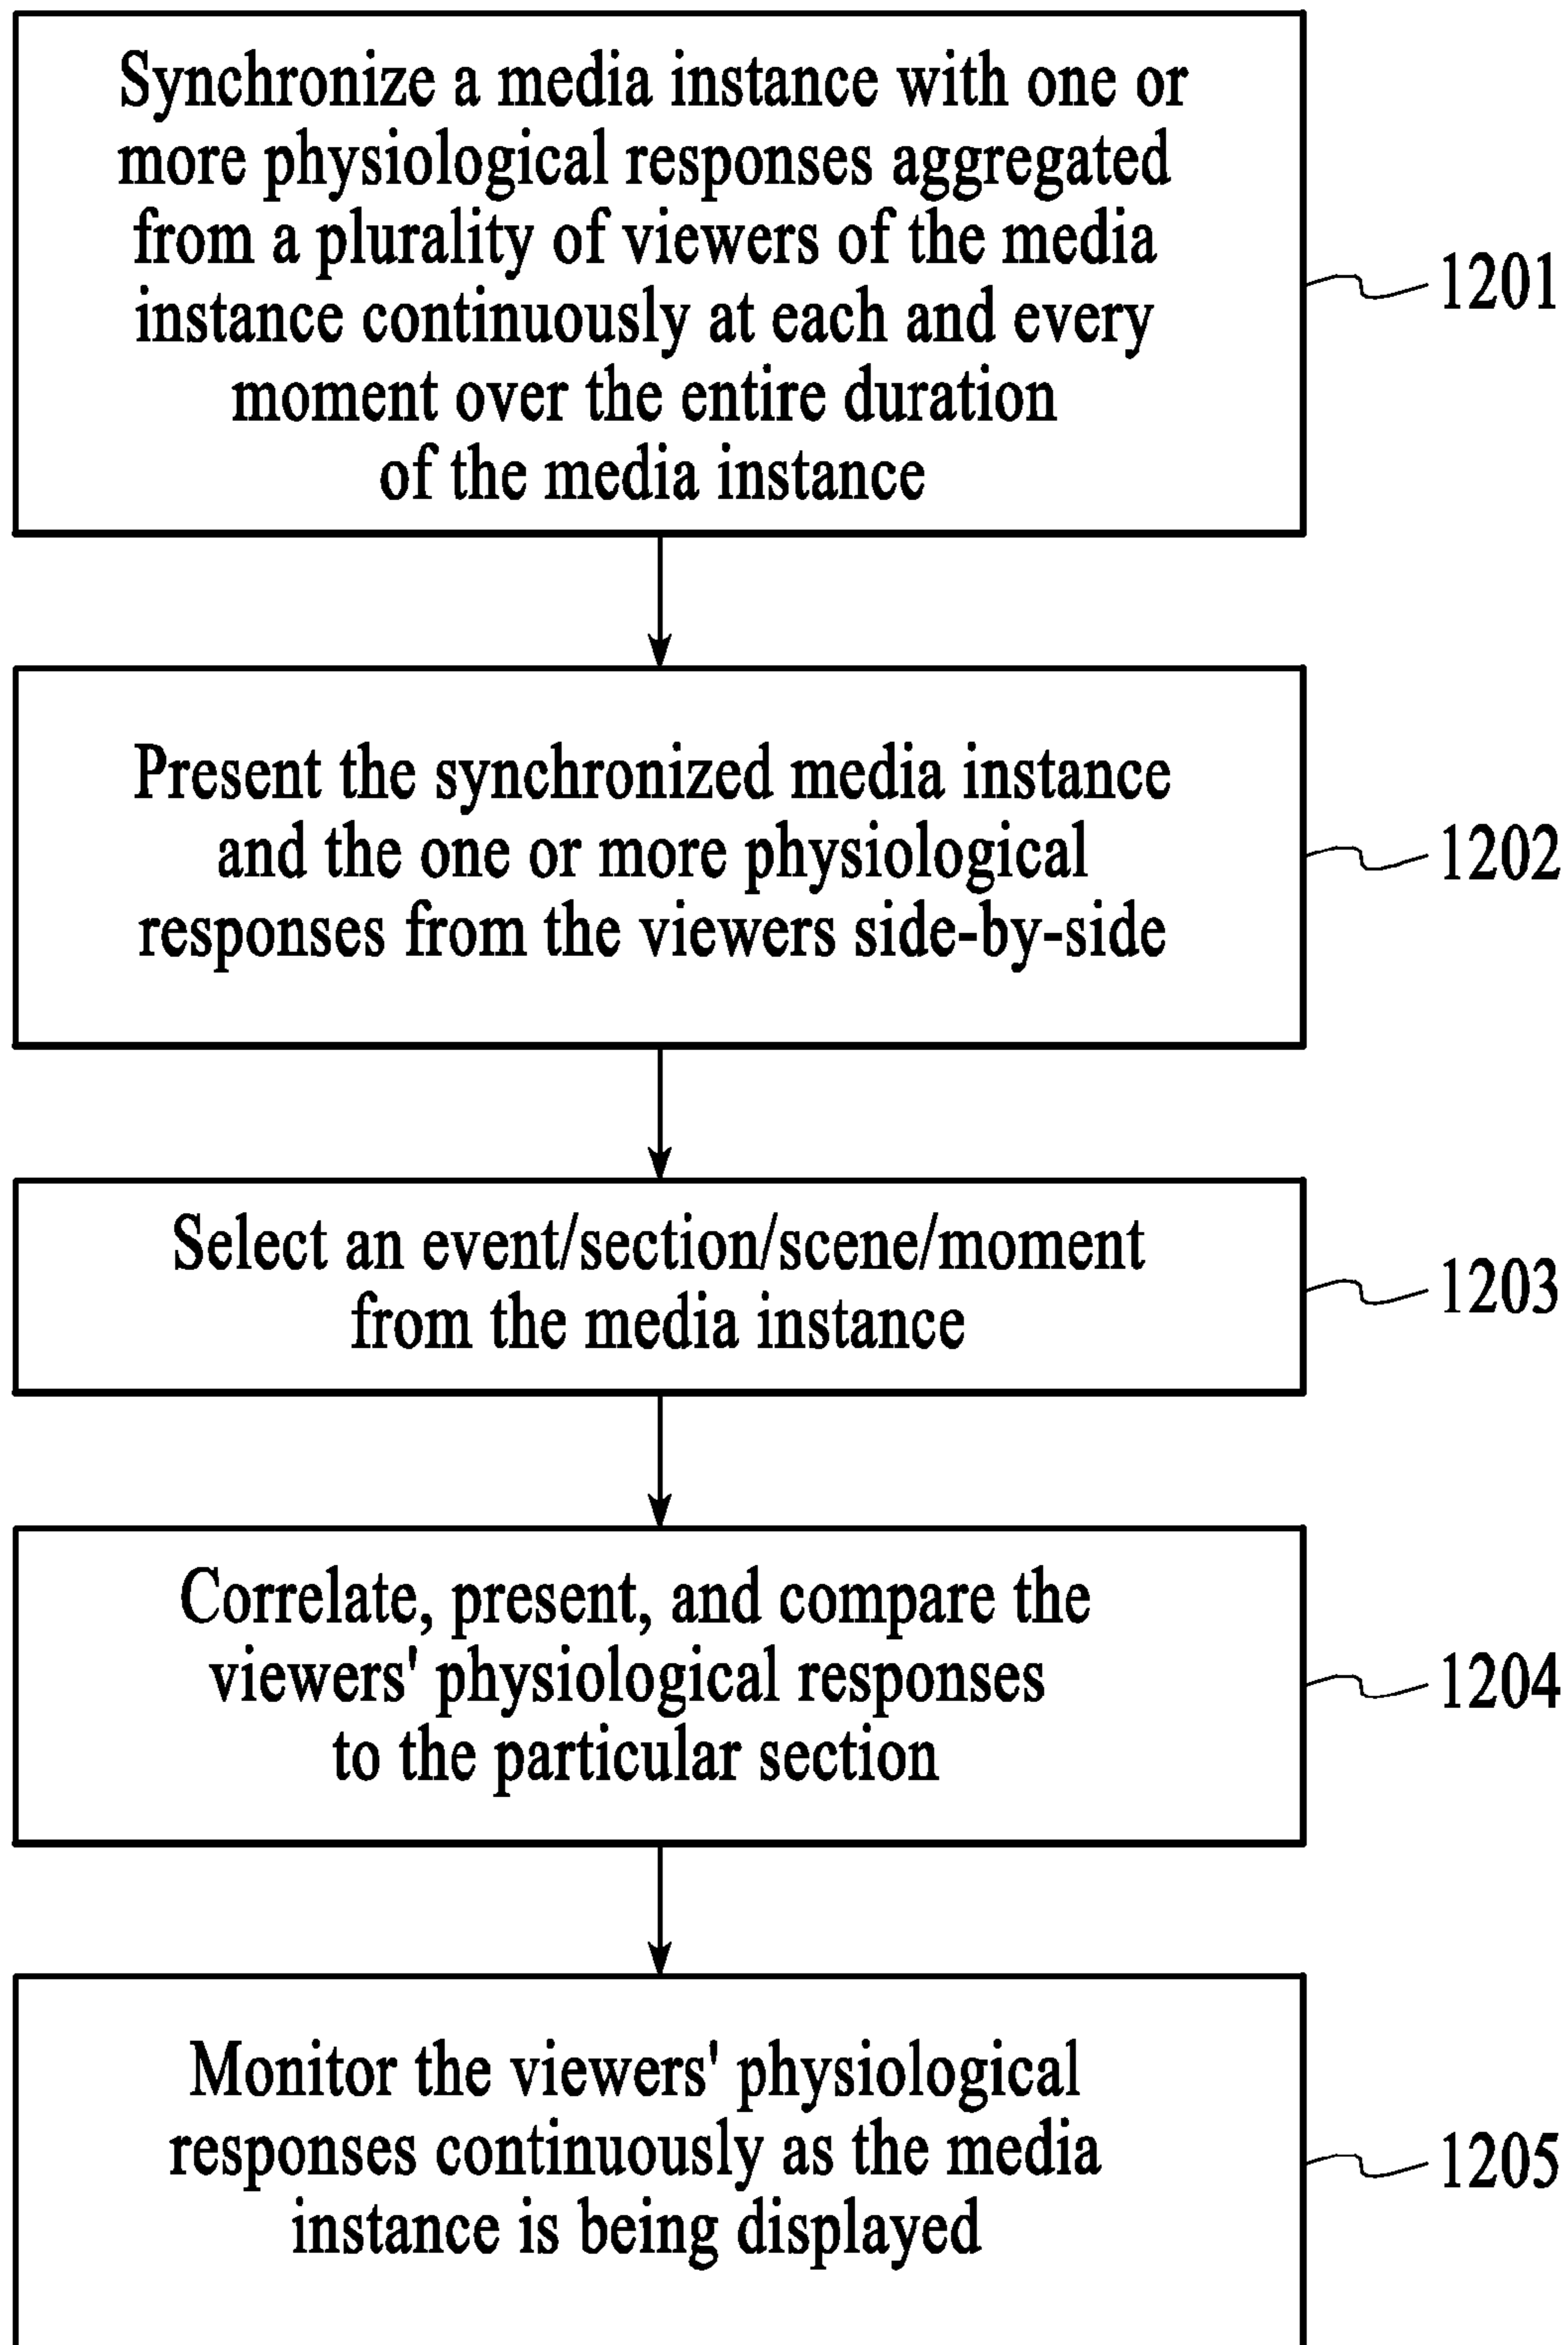 Synchronize a media instance with one or
more physiological responses aggregated
from a plurality of viewers of the media
instance continuously at each and every
moment over the entire duration
of the media instance
1201
Present the synchronized media instance
and the one or more physiological
responses from the viewers side-by-side
1202
Select an event/section/scene/moment
from the media instance
1203
Correlate, present, and compare the
viewers' physiological responses
to the particular section
1204
Monitor the viewers' physiological
responses continuously as the media
instance is being displayed
1205